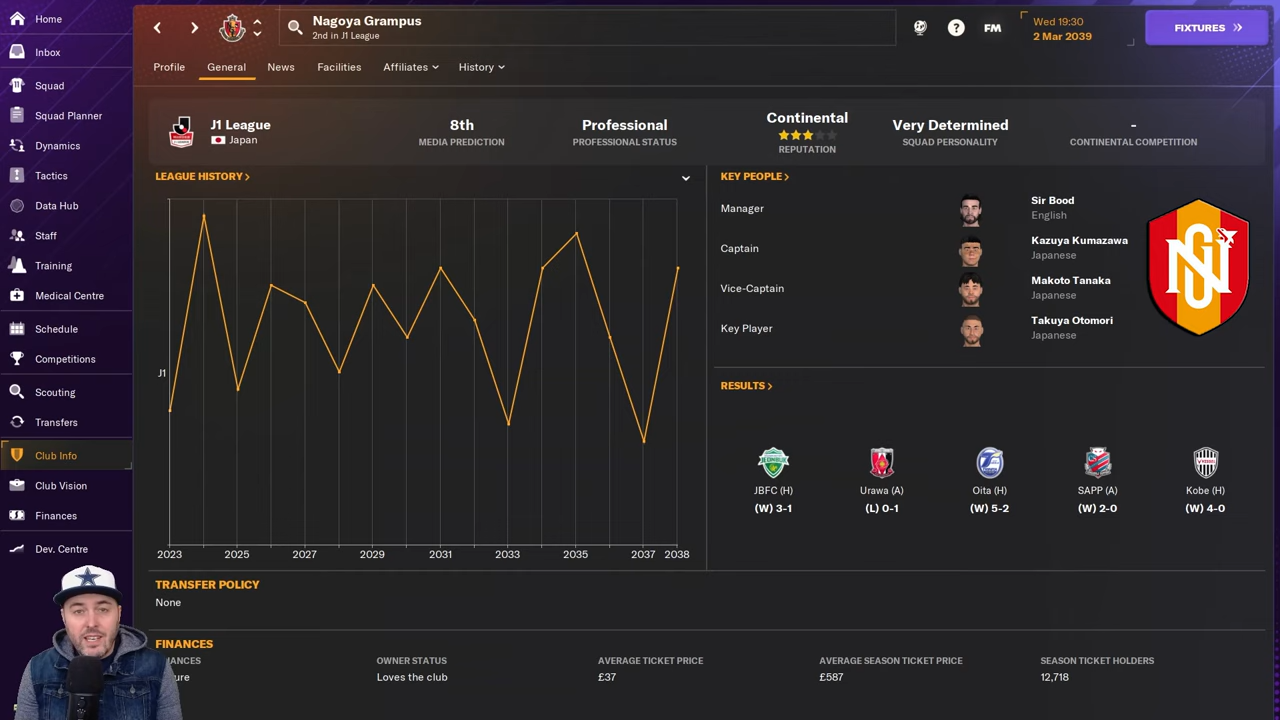 Home
Inbox
Squad
Squad Planner
Dynamics
Tactics
Data Hub
Staff
Training
Medical Centre
Schedule
Competitions
Scouting
Transfers
Club Info
Club Vision
Finances
Dev. Centre
Nagoya Grampus
2nd in J1 League
?
FM
Wed 19:30
2 Mar 2039
FIXTURES
Profile
General
News
Facilities
Affiliates
History
J1 League
Japan
8th
MEDIA PREDICTION
Professional
PROFESSIONAL STATUS
Continental
REPUTATION
Very Determined
SQUAD PERSONALITY
-
CONTINENTAL COMPETITION
LEAGUE HISTORY
J1
2023 2025 2027 2029 2031 2033 2035 2037 2038
KEY PEOPLE
Manager
Sir Bood
English
Captain
Kazuya Kumazawa
Japanese
Vice-Captain
Makoto Tanaka
Japanese
Key Player
Takuya Otomori
Japanese
RESULTS
JBFC (H)
(W) 3-1
Urawa (A)
(L) 0-1
Oita (H)
(W) 5-2
SAPP (A)
(W) 2-0
Kobe (H)
(W) 4-0
TRANSFER POLICY
None
FINANCES
ANCES
ure
OWNER STATUS
Loves the club
AVERAGE TICKET PRICE
£37
AVERAGE SEASON TICKET PRICE
£587
SEASON TICKET HOLDERS
12,718